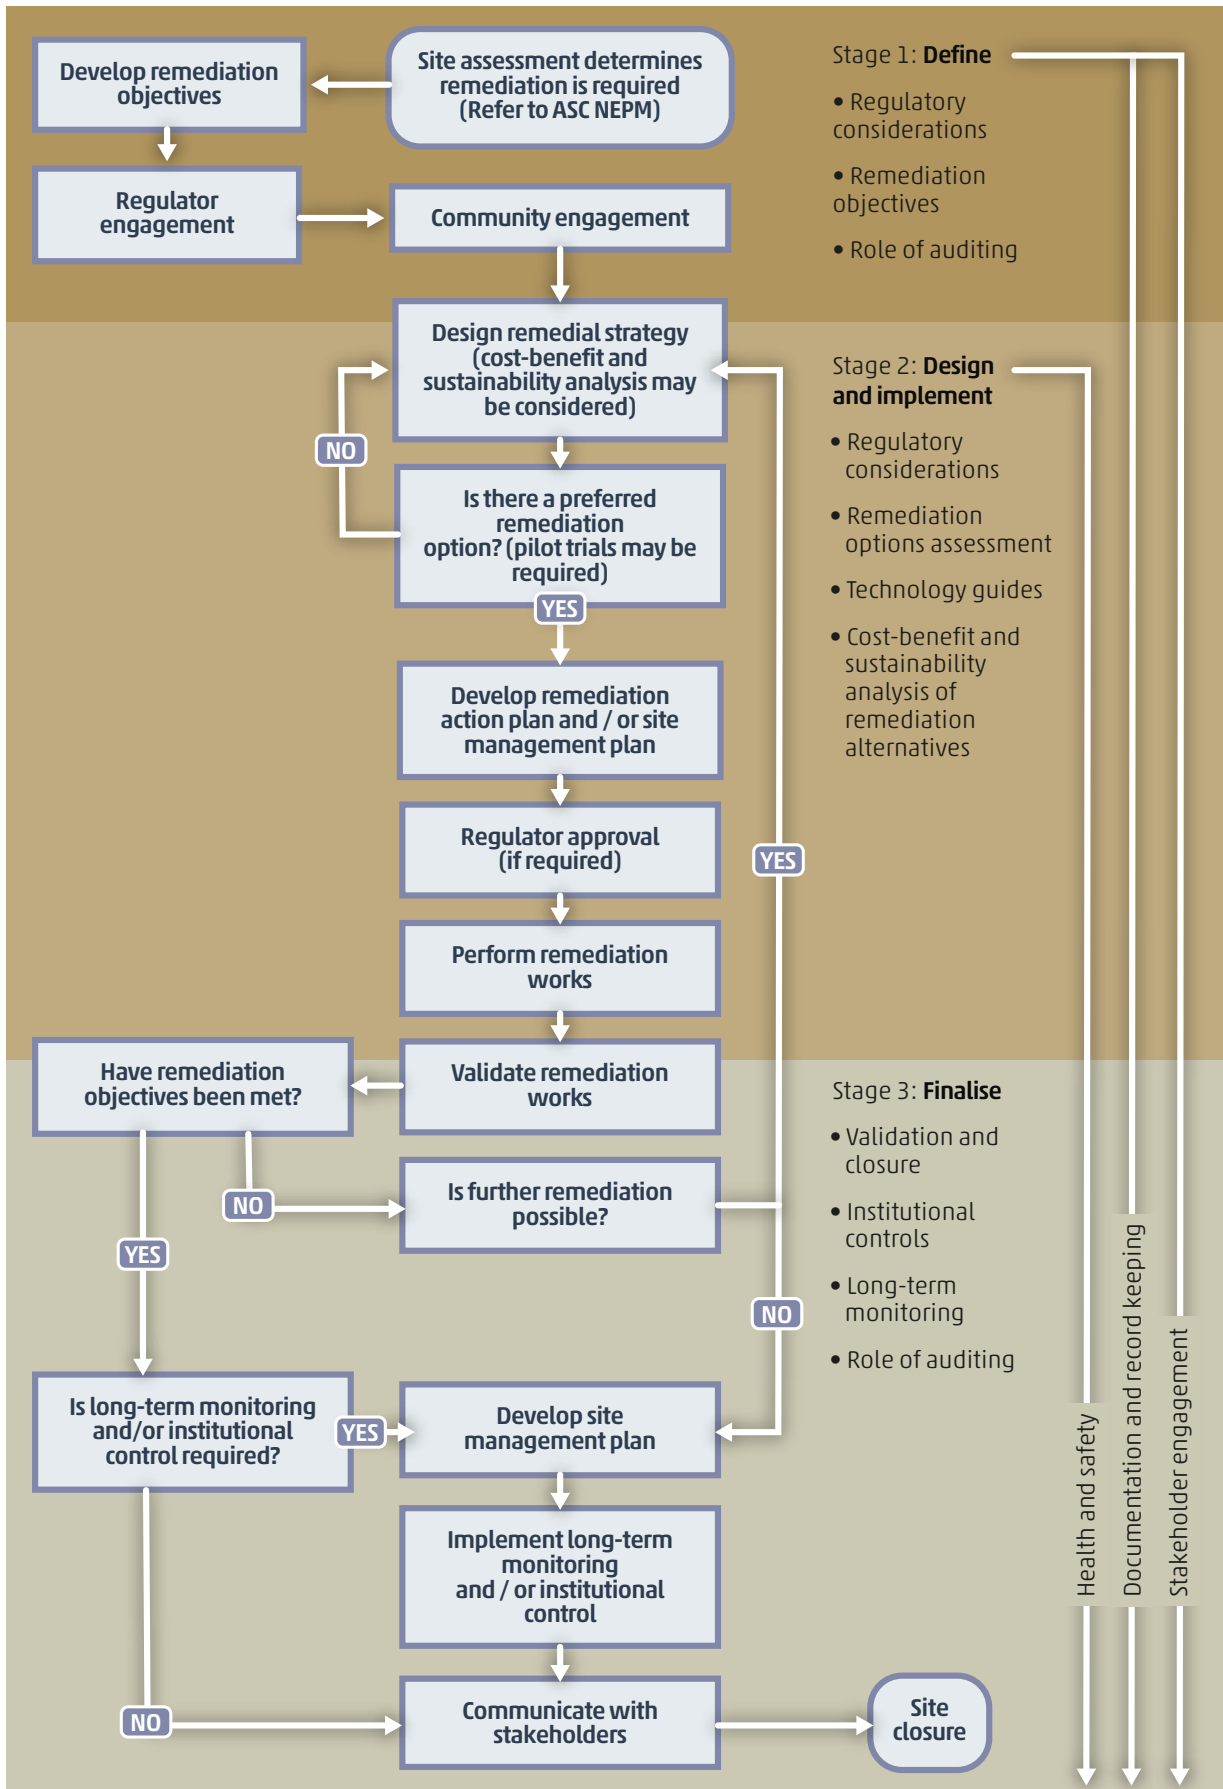 Site assessment determines
remediation is required
(Refer to ASC NEPM)
Develop remediation
objectives
Regulator
engagement
Community engagement
Stage 1: Define
• Regulatory
considerations
• Remediation
objectives
• Role of auditing
Design remedial strategy
(cost-benefit and
sustainability analysis may
be considered)
NO
Is there a preferred
remediation
option? (pilot trials may be
required)
YES
Develop remediation
action plan and / or site
management plan
Regulator approval
(if required)
YES
Perform remediation
works
Stage 2: Design
and implement
• Regulatory
considerations
• Remediation
options assessment
• Technology guides
• Cost-benefit and
sustainability
analysis of
remediation
alternatives
Validate remediation
works
Have remediation
objectives been met?
NO
Is further remediation
possible?
YES
NO
Is long-term monitoring
and/or institutional
control required?
YES
Develop site
management plan
Implement long-term
monitoring
and / or institutional
control
NO
Communicate with
stakeholders
Site
closure
Stage 3: Finalise
• Validation and
closure
• Institutional
controls
• Long-term
monitoring
• Role of auditing
Health and safety
Documentation and record keeping
Stakeholder engagement